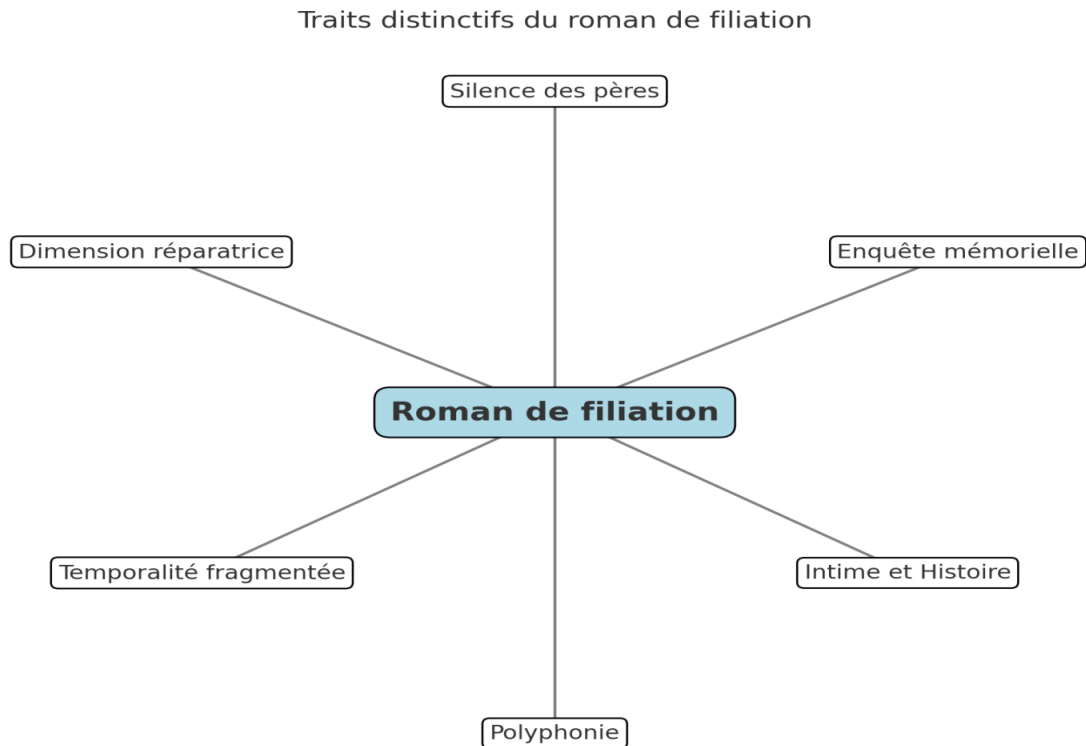 Traits distinctifs du roman de filiation
Silence des pères
Dimension réparatrice
Enquête mémorielle
Roman de filiation
Temporalité fragmentée
Intime et Histoire
Polyphonie